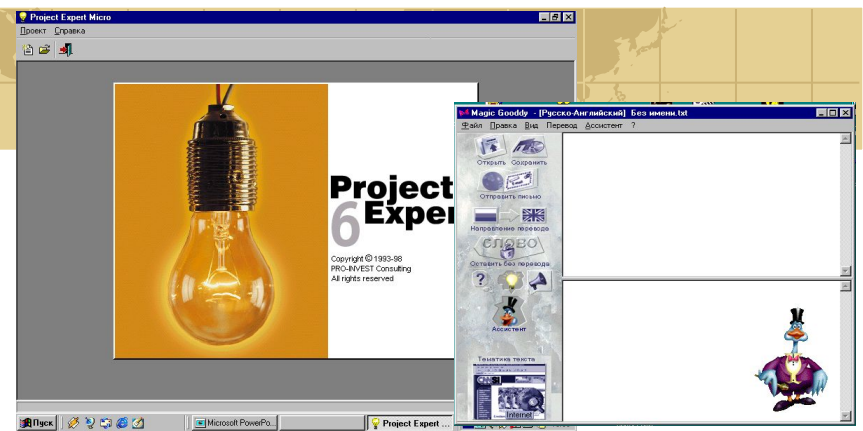 Project Expert Micro
Проект Справка
Project
6 Exper
Copyright © 1993-98
PRO-INVEST Consulting
All rights reserved
Magic Gooddy - [Русско-Английский] Без имени.txt
Файл Правка Вид Перевод Ассистент ?
Открыть Сохранить
Отправить письмо
Направление перевода
СЛОВО
Оставить без перевода
?
Ассистент
Тематика текста
Internet
Пуск Microsoft PowerPo... Project Expert ...